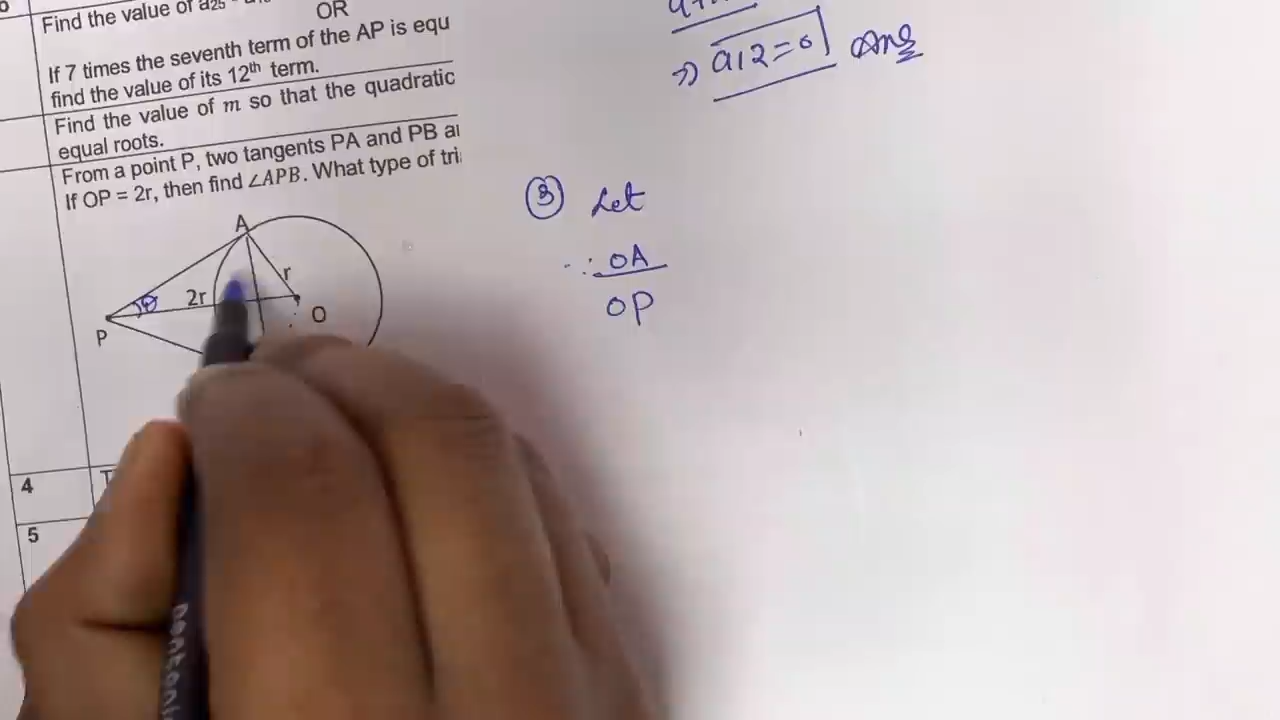 Find the value of a25 -
OR
If 7 times the seventh term of the AP is equ
find the value of its 12th term.
Find the value of m so that the quadratic
equal roots.
From a point P, two tangents PA and PB a
If OP = 2r, then find ∠APB. What type of tri
A
r
2r
θ
O
P
4
5
⇒ a12=0 Ans
③ Let
∴ OA
OP